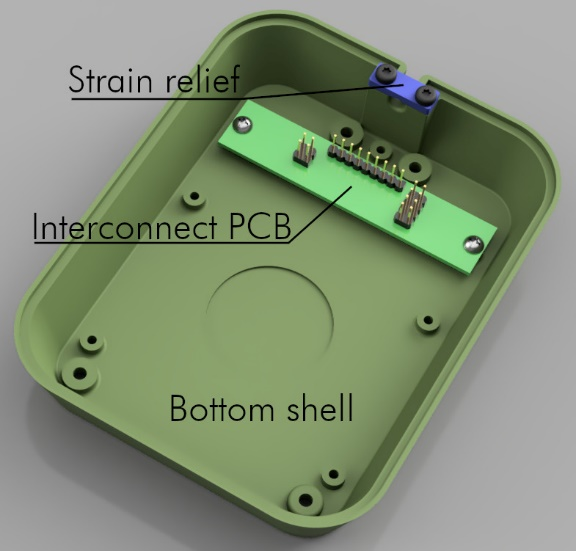 Strain relief
Interconnect PCB
Bottom shell